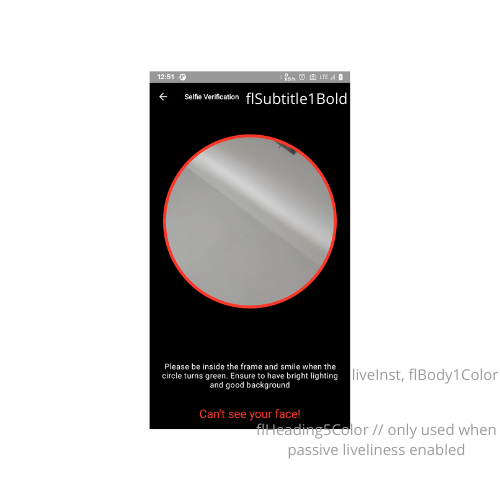 12:51
LTE
Selfie Verification
flSubtitle1Bold
Please be inside the frame and smile when the
circle turns green. Ensure to have bright lighting
and good background
liveInst, flBody1Color
Can't see your face!
flHeading5Color // only used when
passive liveliness enabled